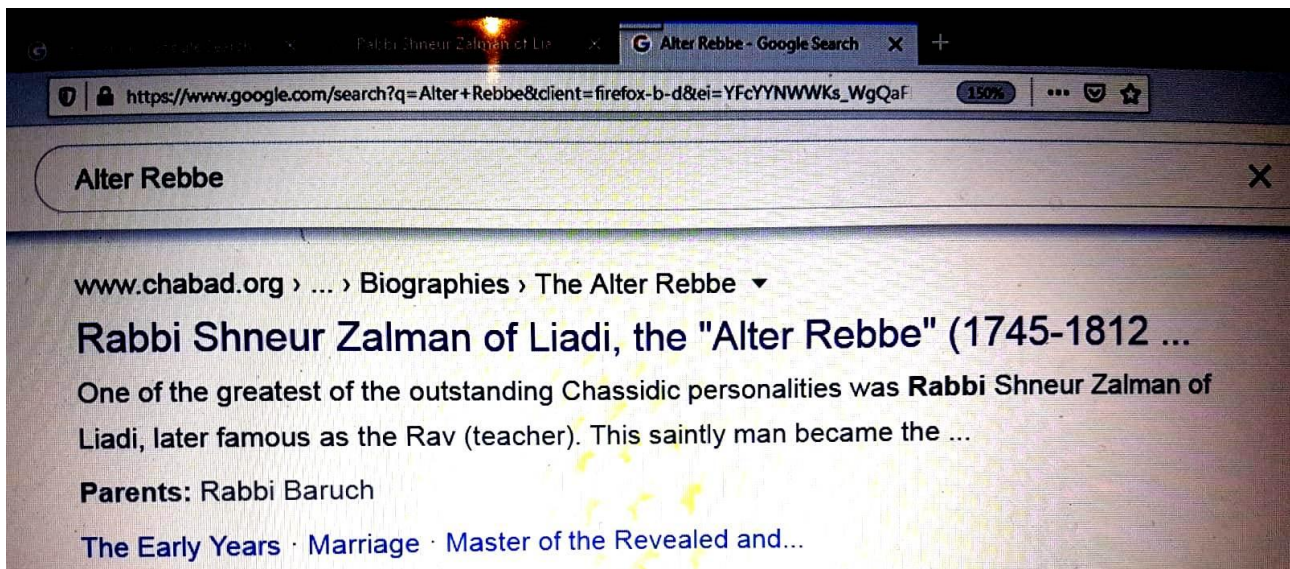 Rabbi Shneur Zalman of Lia
G Alter Rebbe - Google Search
https://www.google.com/search?q=Alter+Rebbe&client=firefox-b-d&ei=YFcYYNWWKs_WgQaF
150%
Alter Rebbe
www.chabad.org › ... › Biographies › The Alter Rebbe
Rabbi Shneur Zalman of Liadi, the "Alter Rebbe" (1745-1812 ...
One of the greatest of the outstanding Chassidic personalities was Rabbi Shneur Zalman of
Liadi, later famous as the Rav (teacher). This saintly man became the ...
Parents: Rabbi Baruch
The Early Years · Marriage · Master of the Revealed and...